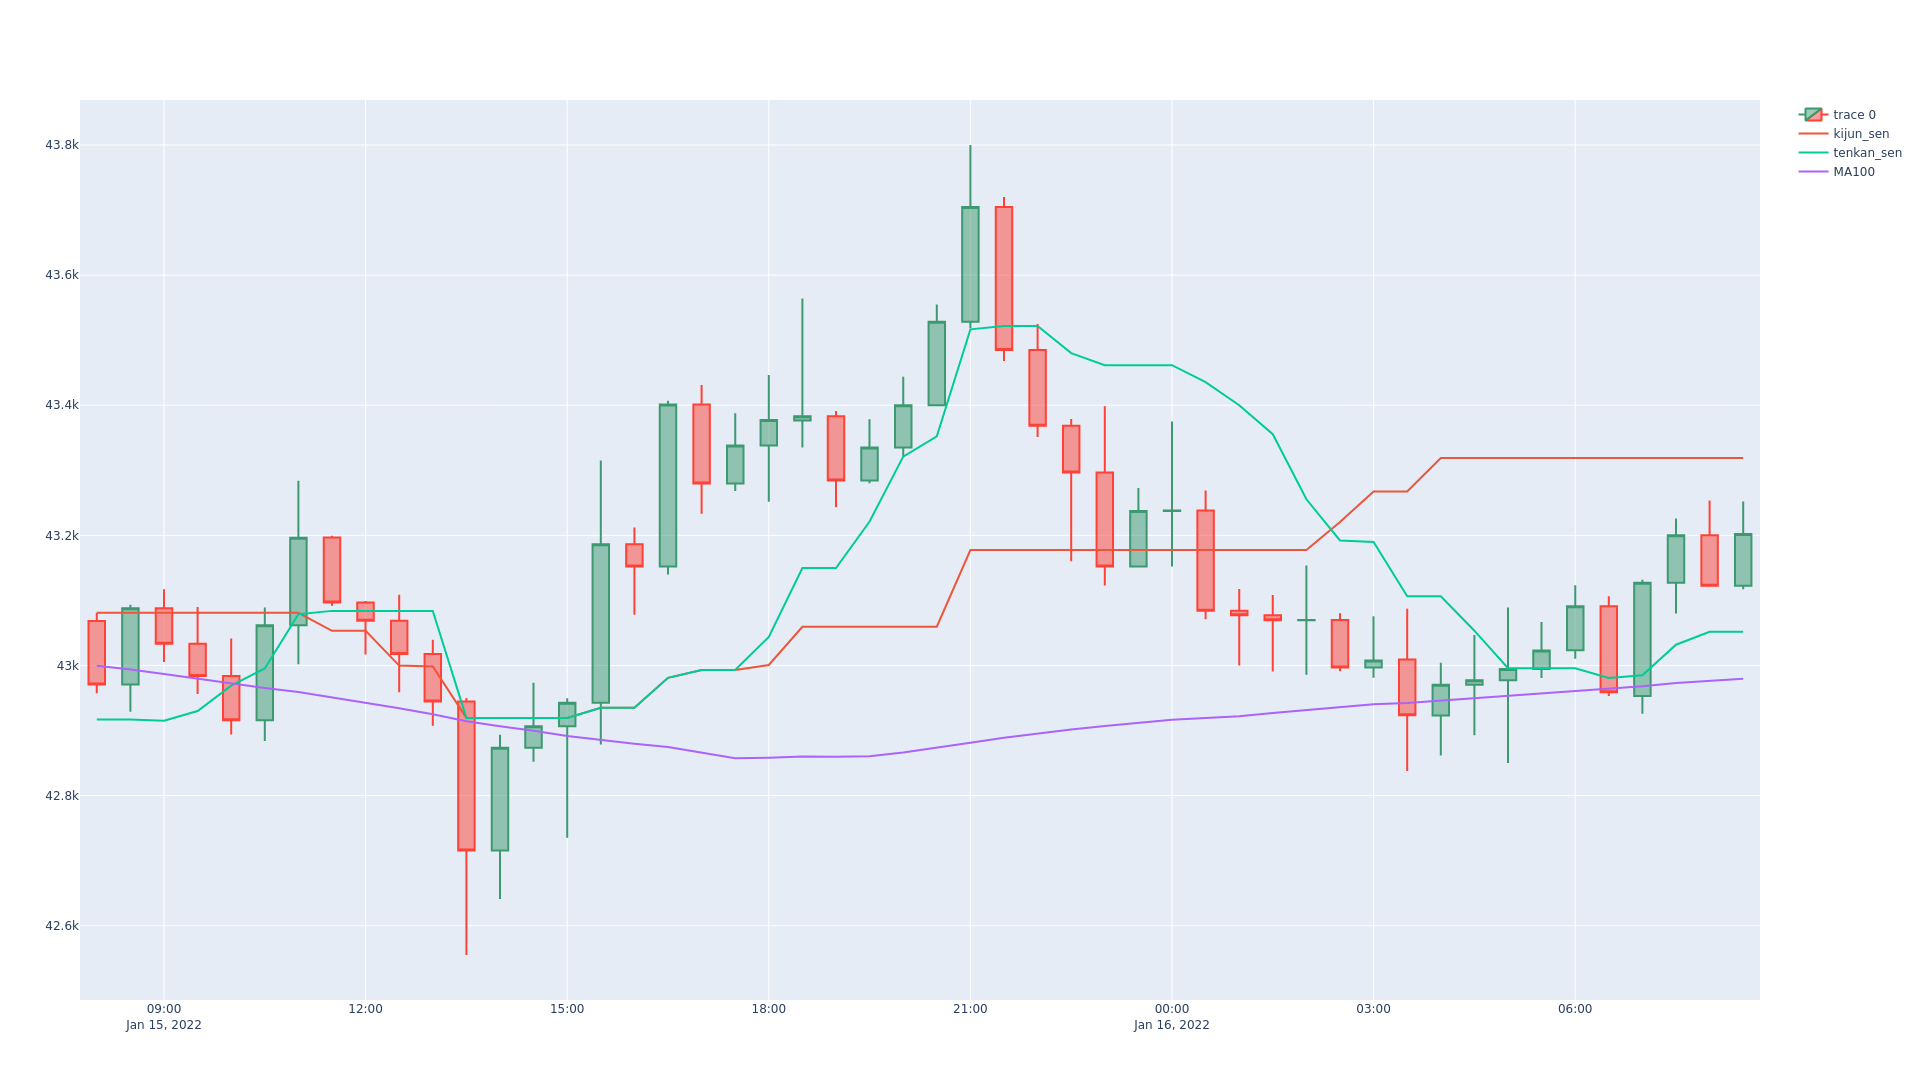 43.8k
43.6k
43.4k
43.2k
43k
42.8k
42.6k
09:00
12:00
15:00
18:00
21:00
00:00
03:00
06:00
Jan 15, 2022
Jan 16, 2022
trace 0
kijun_sen
tenkan_sen
MA100